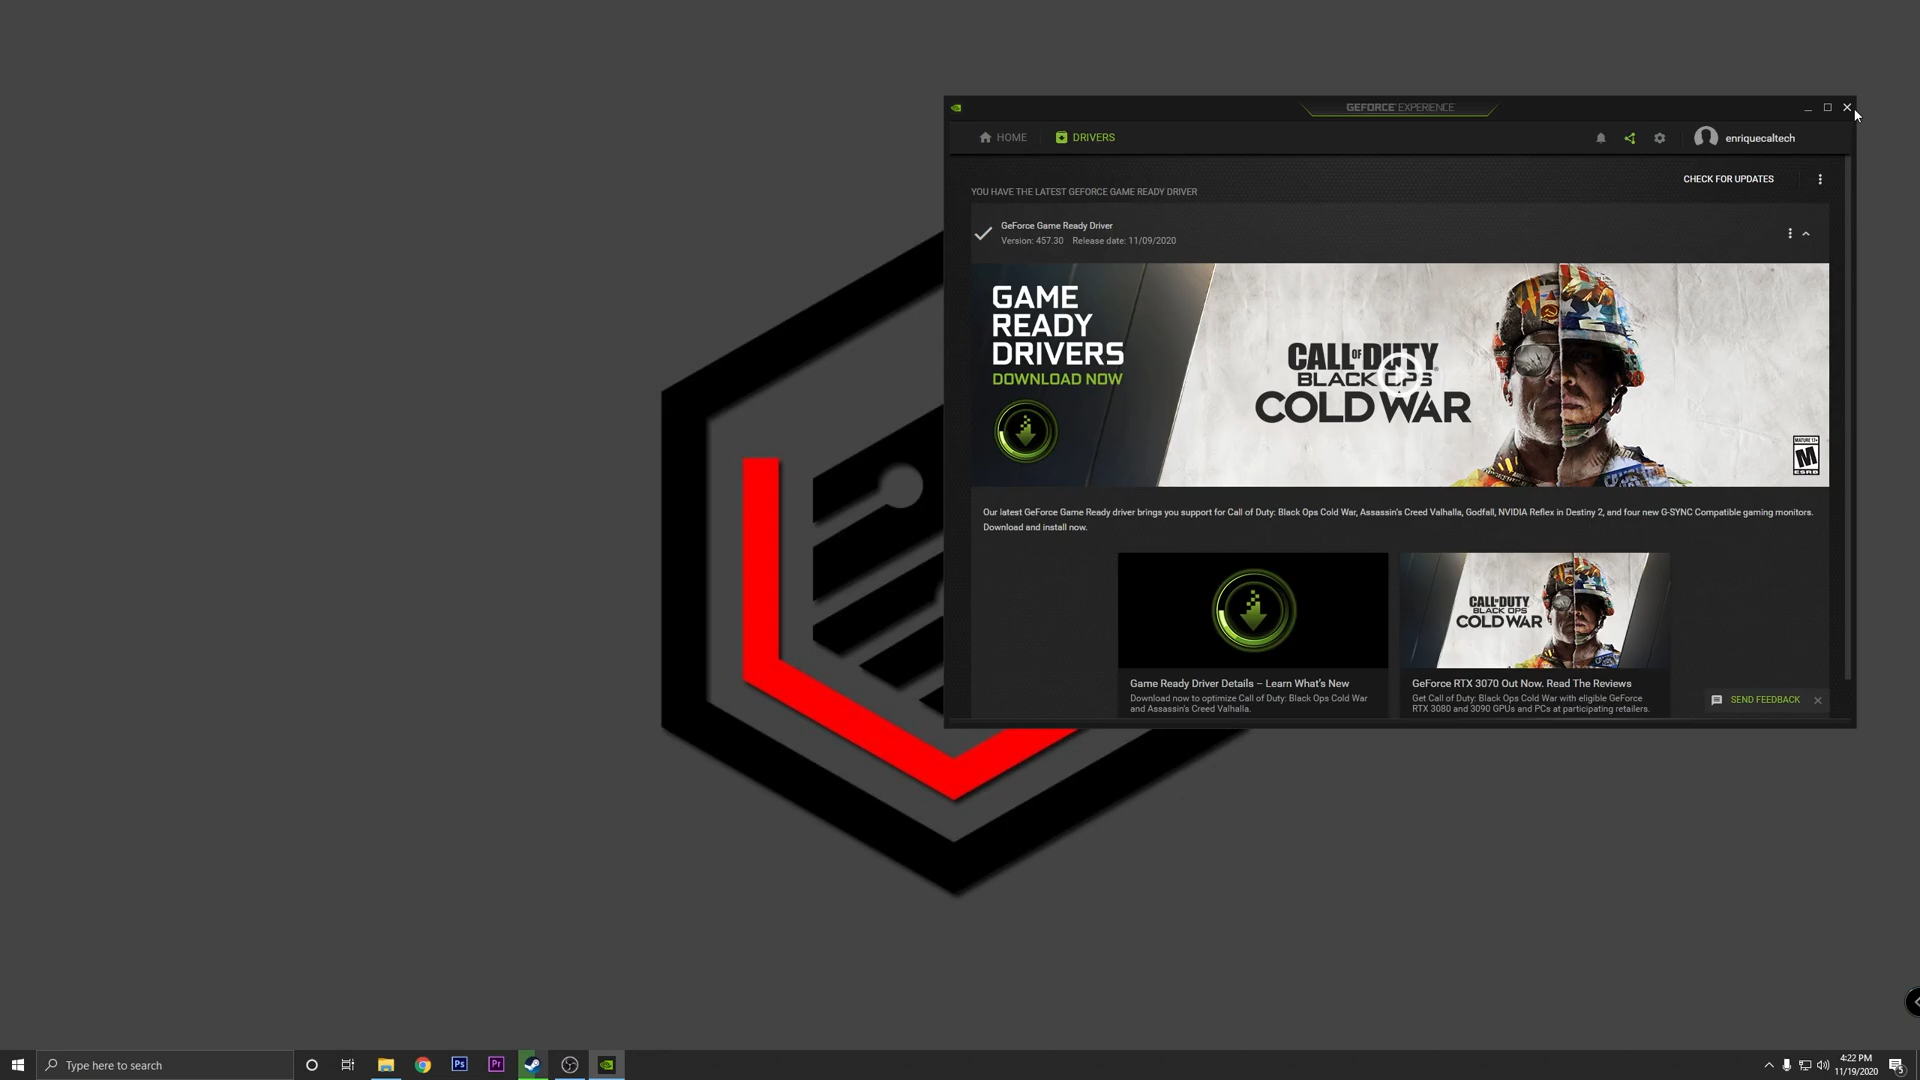 GEFORCE EXPERIENCE
HOME
DRIVERS
enriquecaltech
CHECK FOR UPDATES
YOU HAVE THE LATEST GEFORCE GAME READY DRIVER
GeForce Game Ready Driver
Version: 457.30 Release date: 11/09/2020
GAME
READY
DRIVERS
DOWNLOAD NOW
CALL OF DUTY
BLACK OPS
COLD WAR
MATURE 17+
M
ESRB
Our latest GeForce Game Ready driver brings you support for Call of Duty: Black Ops Cold War, Assassin's Creed Valhalla, Godfall, NVIDIA Reflex in Destiny 2, and four new G-SYNC Compatible gaming monitors.
Download and install now.
CALL OF DUTY
BLACK OPS
COLD WAR
Game Ready Driver Details – Learn What's New
Download now to optimize Call of Duty: Black Ops Cold War
and Assassin's Creed Valhalla.
GeForce RTX 3070 Out Now. Read The Reviews
Get Call of Duty: Black Ops Cold War with eligible GeForce
RTX 3080 and 3090 GPUs and PCs at participating retailers.
SEND FEEDBACK
Type here to search
Ps
Pr
4:22 PM
11/19/2020
5